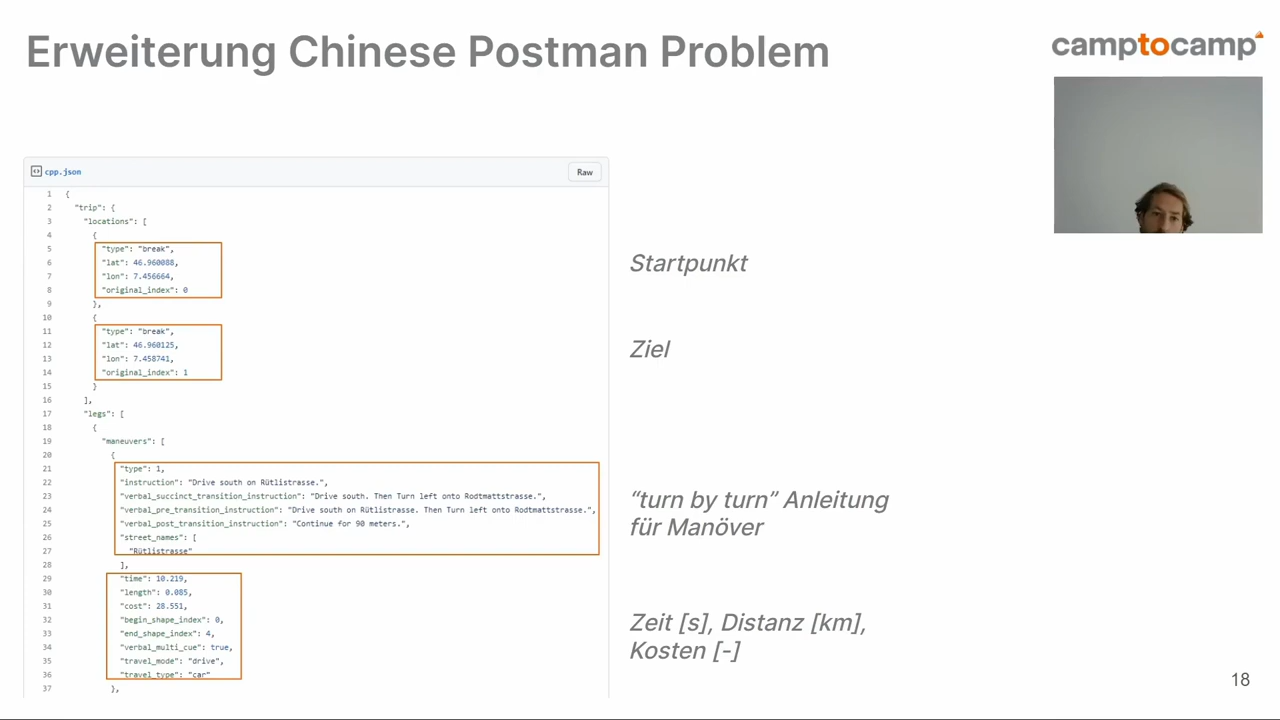 Erweiterung Chinese Postman Problem
camptocamp
cpp.json
Raw
1 {
2 "trip": {
3 "locations": [
4 {
5 "type": "break",
6 "lat": 46.960088,
7 "lon": 7.456664,
8 "original_index": 0
9 },
10 {
11 "type": "break",
12 "lat": 46.960125,
13 "lon": 7.458741,
14 "original_index": 1
15 }
16 ],
17 "legs": [
18 {
19 "maneuvers": [
20 {
21 "type": 1,
22 "instruction": "Drive south on Rütlistrasse.",
23 "verbal_succinct_transition_instruction": "Drive south. Then Turn left onto Rodtmattstrasse.",
24 "verbal_pre_transition_instruction": "Drive south on Rütlistrasse. Then Turn left onto Rodtmattstrasse.",
25 "verbal_post_transition_instruction": "Continue for 90 meters.",
26 "street_names": [
27 "Rütlistrasse"
28 ],
29 "time": 10.219,
30 "length": 0.085,
31 "cost": 28.551,
32 "begin_shape_index": 0,
33 "end_shape_index": 4,
34 "verbal_multi_cue": true,
35 "travel_mode": "drive",
36 "travel_type": "car"
37 },
Startpunkt
Ziel
“turn by turn” Anleitung
für Manöver
Zeit [s], Distanz [km],
Kosten [-]
18